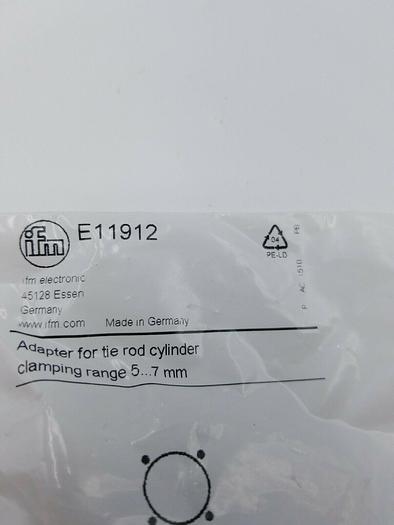 ifm
E11912
04
PE-LD
ifm electronic
45128 Essen
Germany
www.ifm.com Made in Germany
Adapter for tie rod cylinder
clamping range 5...7 mm